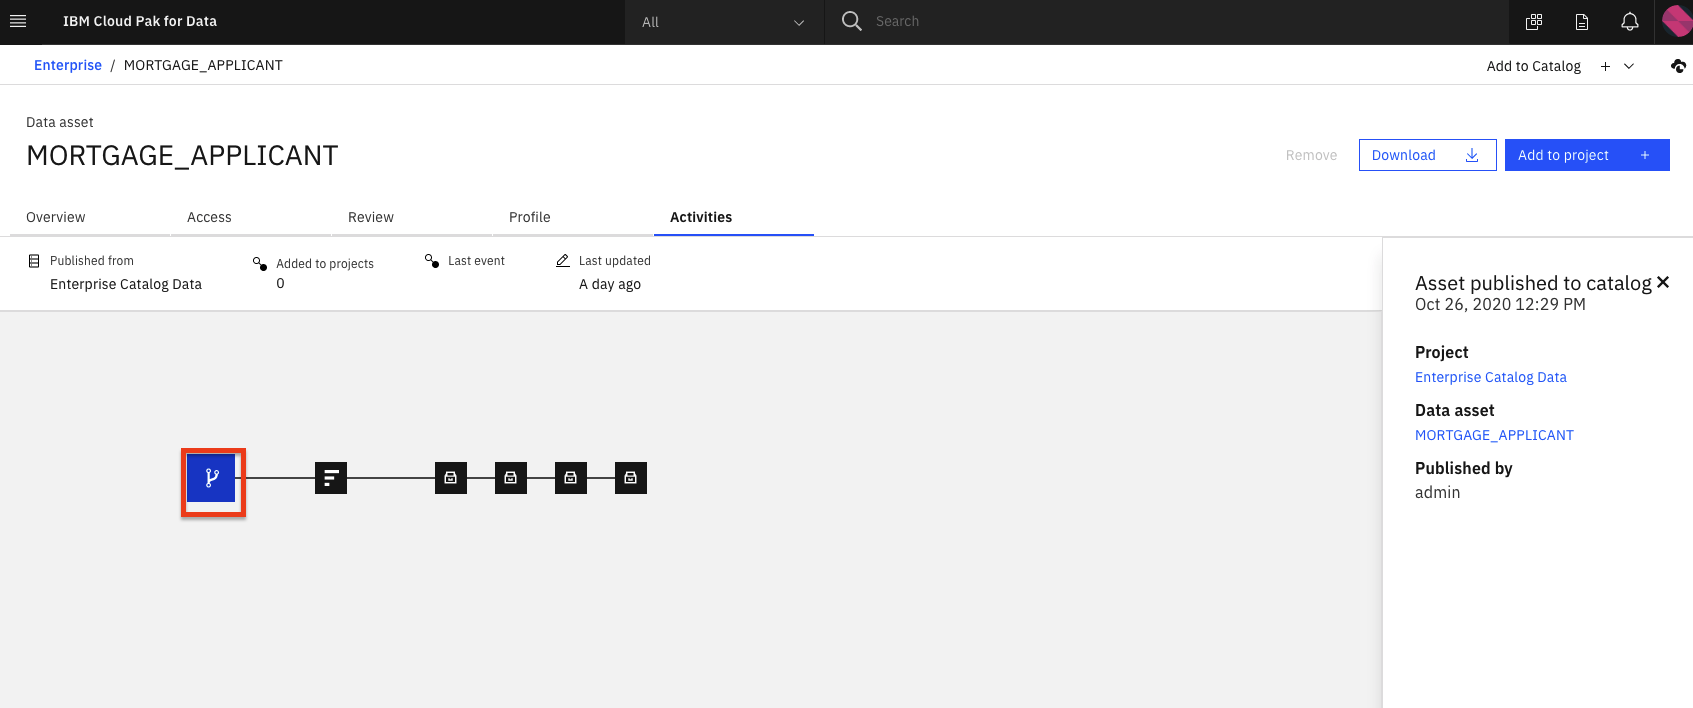 IBM Cloud Pak for Data
All
Search
Enterprise / MORTGAGE_APPLICANT
Add to Catalog
Data asset
MORTGAGE_APPLICANT
Remove
Download
Add to project
Overview
Access
Review
Profile
Activities
Published from
Enterprise Catalog Data
Added to projects
0
Last event
Last updated
A day ago
Asset published to catalog
Oct 26, 2020 12:29 PM
Project
Enterprise Catalog Data
Data asset
MORTGAGE_APPLICANT
Published by
admin